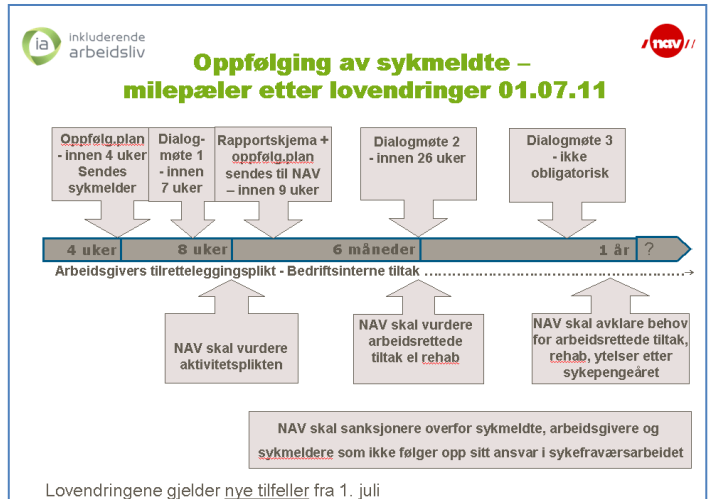 ia
inkluderende
arbeidsliv
nav
Oppfølging av sykmeldte –
milepæler etter lovendringer 01.07.11
Oppfølg.plan
- innen 4 uker
Sendes
sykmelder
Dialog-
møte 1
- innen
7 uker
Rapportskjema +
oppfølg.plan
sendes til NAV
– innen 9 uker
Dialogmøte 2
- innen 26 uker
Dialogmøte 3
- ikke
obligatorisk
4 uker
8 uker
6 måneder
1 år
?
Arbeidsgivers tilretteleggingsplikt - Bedriftsinterne tiltak
NAV skal vurdere
aktivitetsplikten
NAV skal vurdere
arbeidsrettede
tiltak el rehab
NAV skal avklare behov
for arbeidsrettede tiltak,
rehab, ytelser etter
sykepengeåret
NAV skal sanksjonere overfor sykmeldte, arbeidsgivere og
sykmeldere som ikke følger opp sitt ansvar i sykefraværsarbeidet
Lovendringene gjelder nye tilfeller fra 1. juli